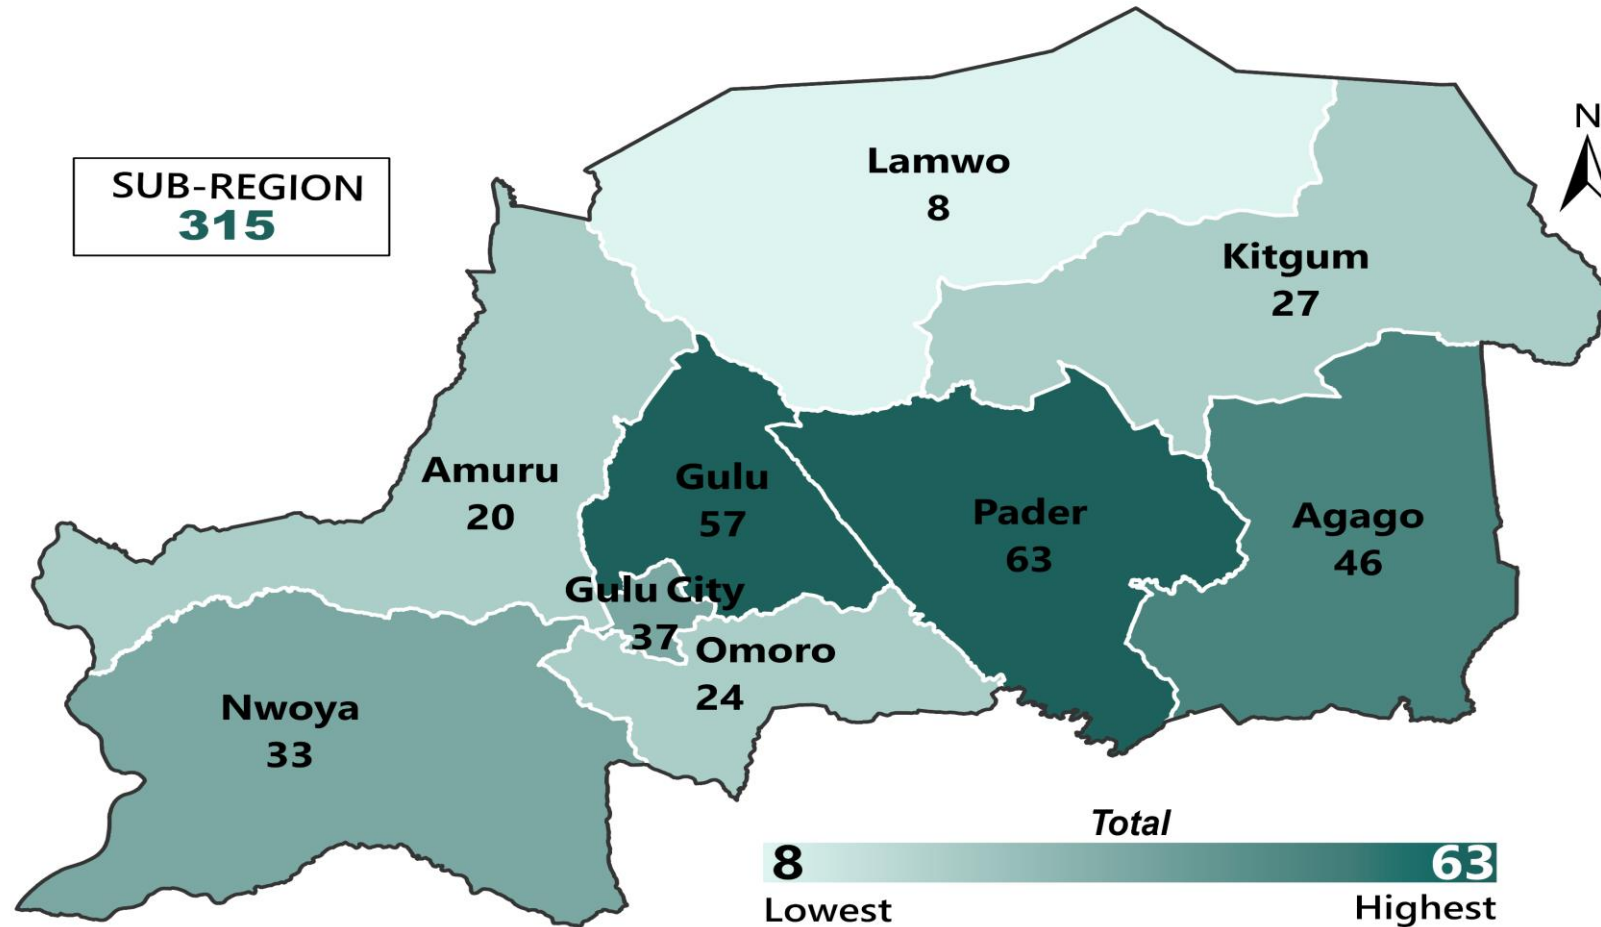 N
Lamwo
8
SUB-REGION
315
Kitgum
27
Amuru
20
Gulu
57
Pader
63
Agago
46
Gulu City
37
Omoro
24
Nwoya
33
Total
8 63
Lowest Highest